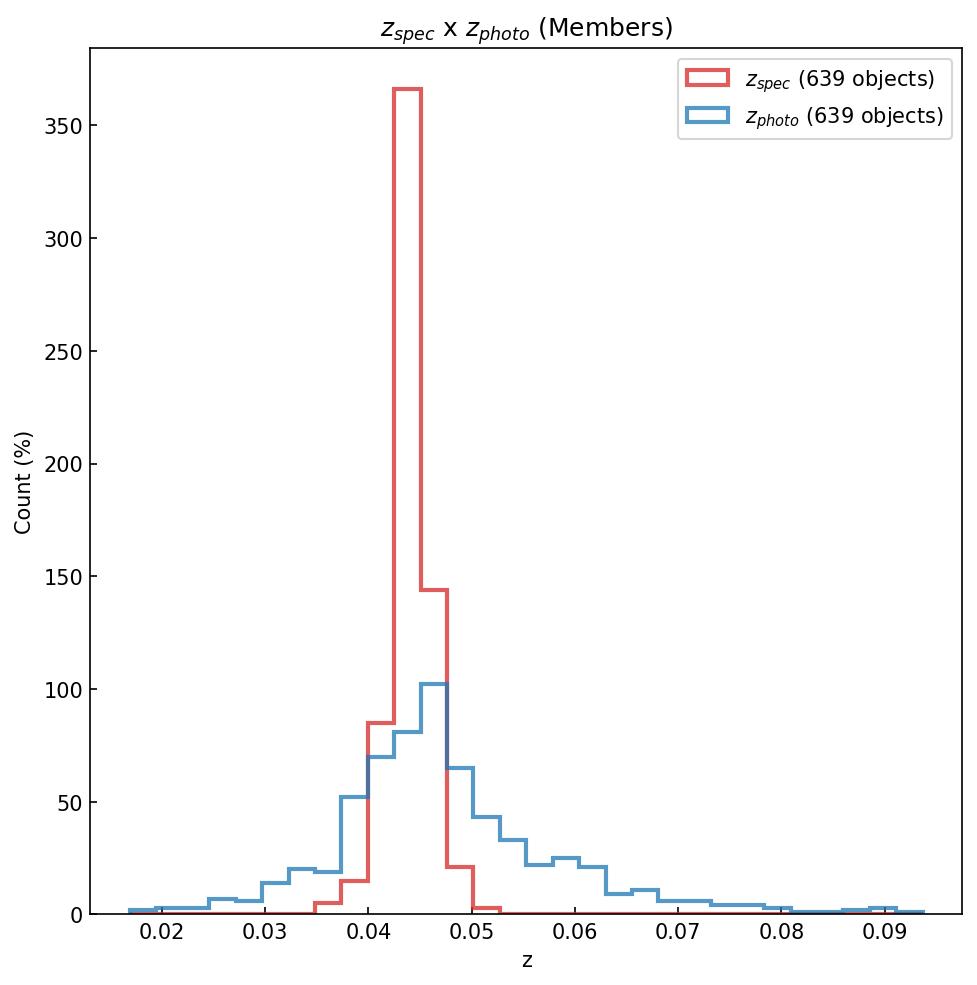 z_spec x z_photo (Members)
z_spec (639 objects)
z_photo (639 objects)
Count (%)
350
300
250
200
150
100
50
0
0.02 0.03 0.04 0.05 0.06 0.07 0.08 0.09
z